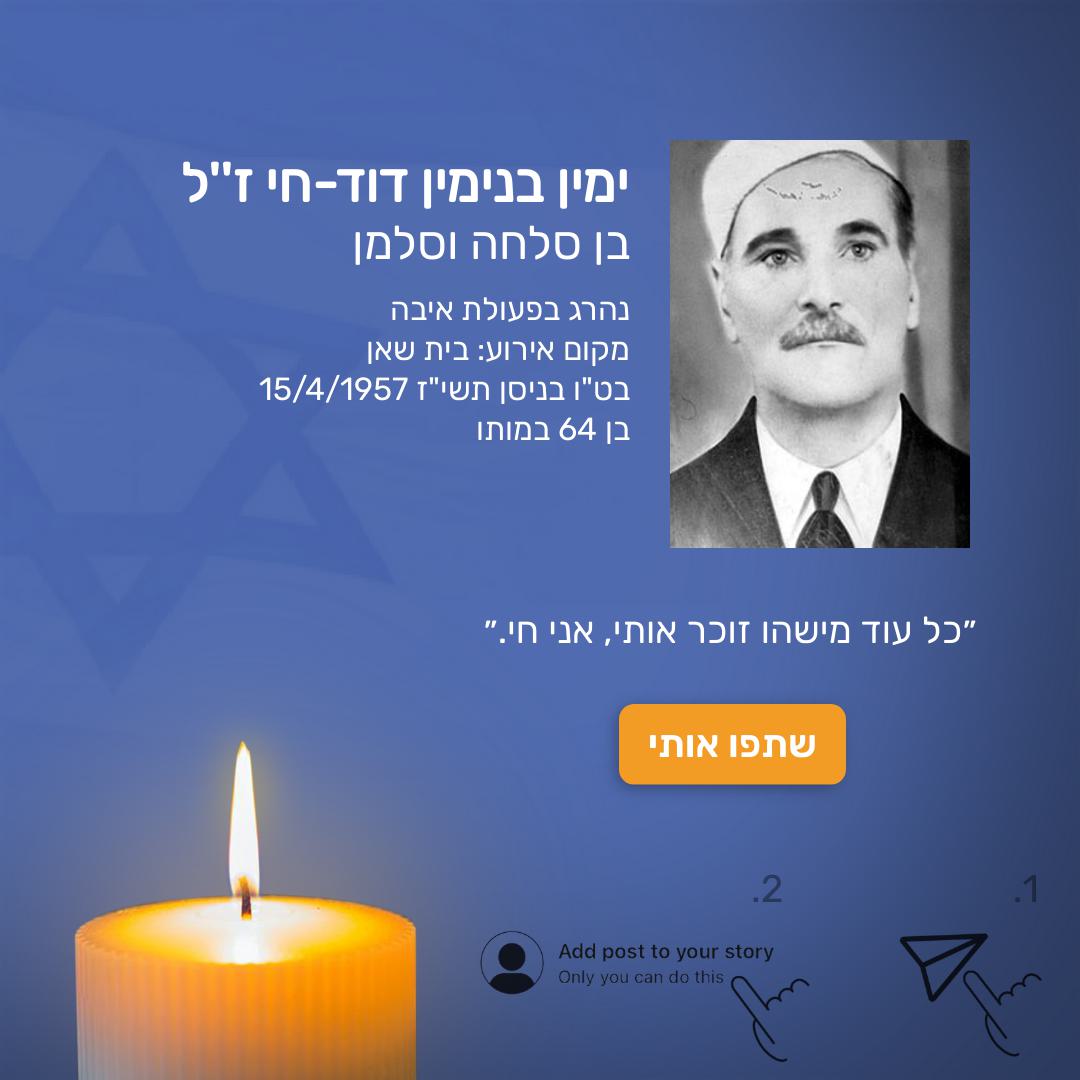 ימין בנימין דוד-חי ז"ל
בן סלחה וסלמן
נהרג בפעולת איבה
מקום אירוע: בית שאן
בט"ו בניסן תשי"ז 15/4/1957
בן 64 במותו
״כל עוד מישהו זוכר אותי, אני חי.״
שתפו אותי
1.
2.
Add post to your story
Only you can do this